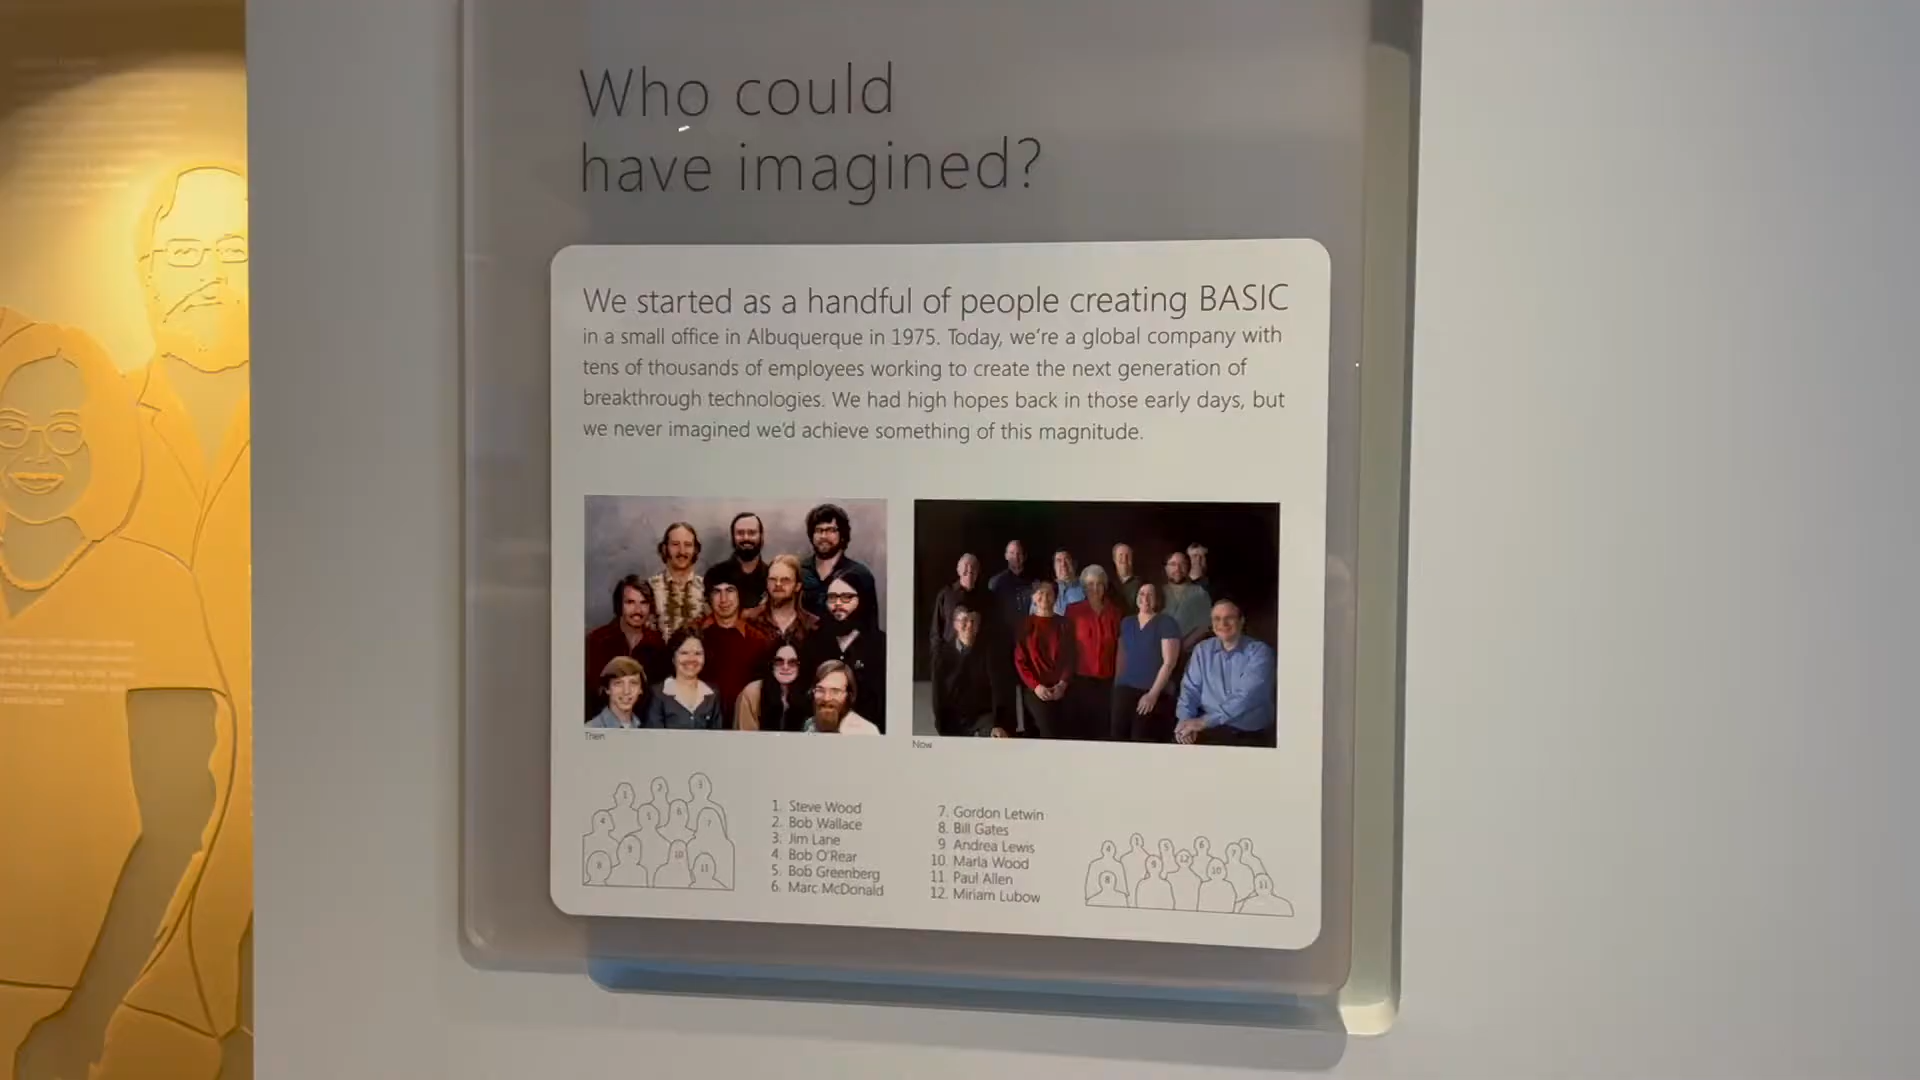 Who could
have imagined?
We started as a handful of people creating BASIC
in a small office in Albuquerque in 1975. Today, we're a global company with
tens of thousands of employees working to create the next generation of
breakthrough technologies. We had high hopes back in those early days, but
we never imagined we'd achieve something of this magnitude.
Then
Now
1. Steve Wood
2. Bob Wallace
3. Jim Lane
4. Bob O'Rear
5. Bob Greenberg
6. Marc McDonald
7. Gordon Letwin
8. Bill Gates
9 Andrea Lewis
10. Marla Wood
11. Paul Allen
12. Miriam Lubow